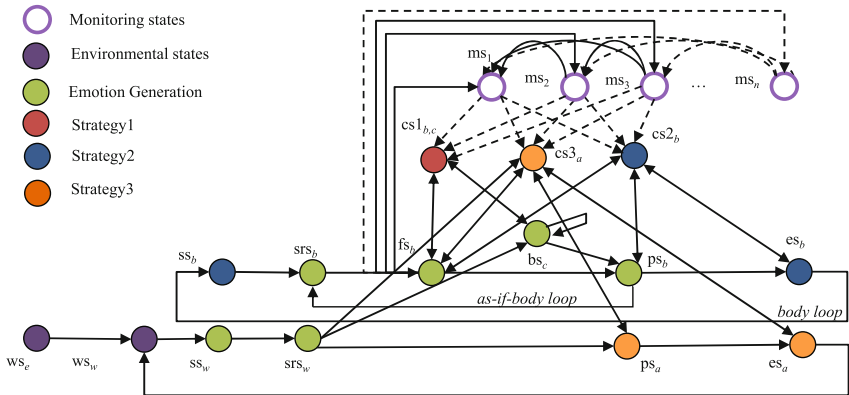 Monitoring states
Environmental states
Emotion Generation
Strategy1
Strategy2
Strategy3
ms1
ms2
ms3
...
msn
cs1b,c
cs3a
cs2b
ssb
srsb
fsb
bsc
psb
esb
as-if-body loop
body loop
wse
wsw
ssw
srsw
psa
esa